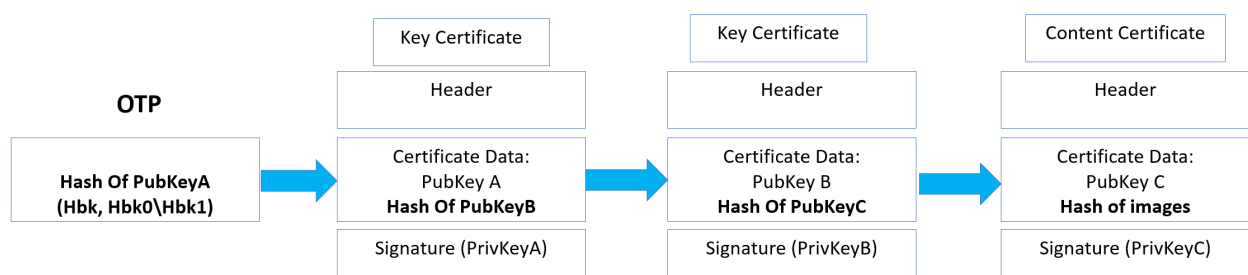 OTP
Hash Of PubKeyA
(Hbk, Hbk0\Hbk1)
Key Certificate
Header
Certificate Data:
PubKey A
Hash Of PubKeyB
Signature (PrivKeyA)
Key Certificate
Header
Certificate Data:
PubKey B
Hash Of PubKeyC
Signature (PrivKeyB)
Content Certificate
Header
Certificate Data:
PubKey C
Hash of images
Signature (PrivKeyC)